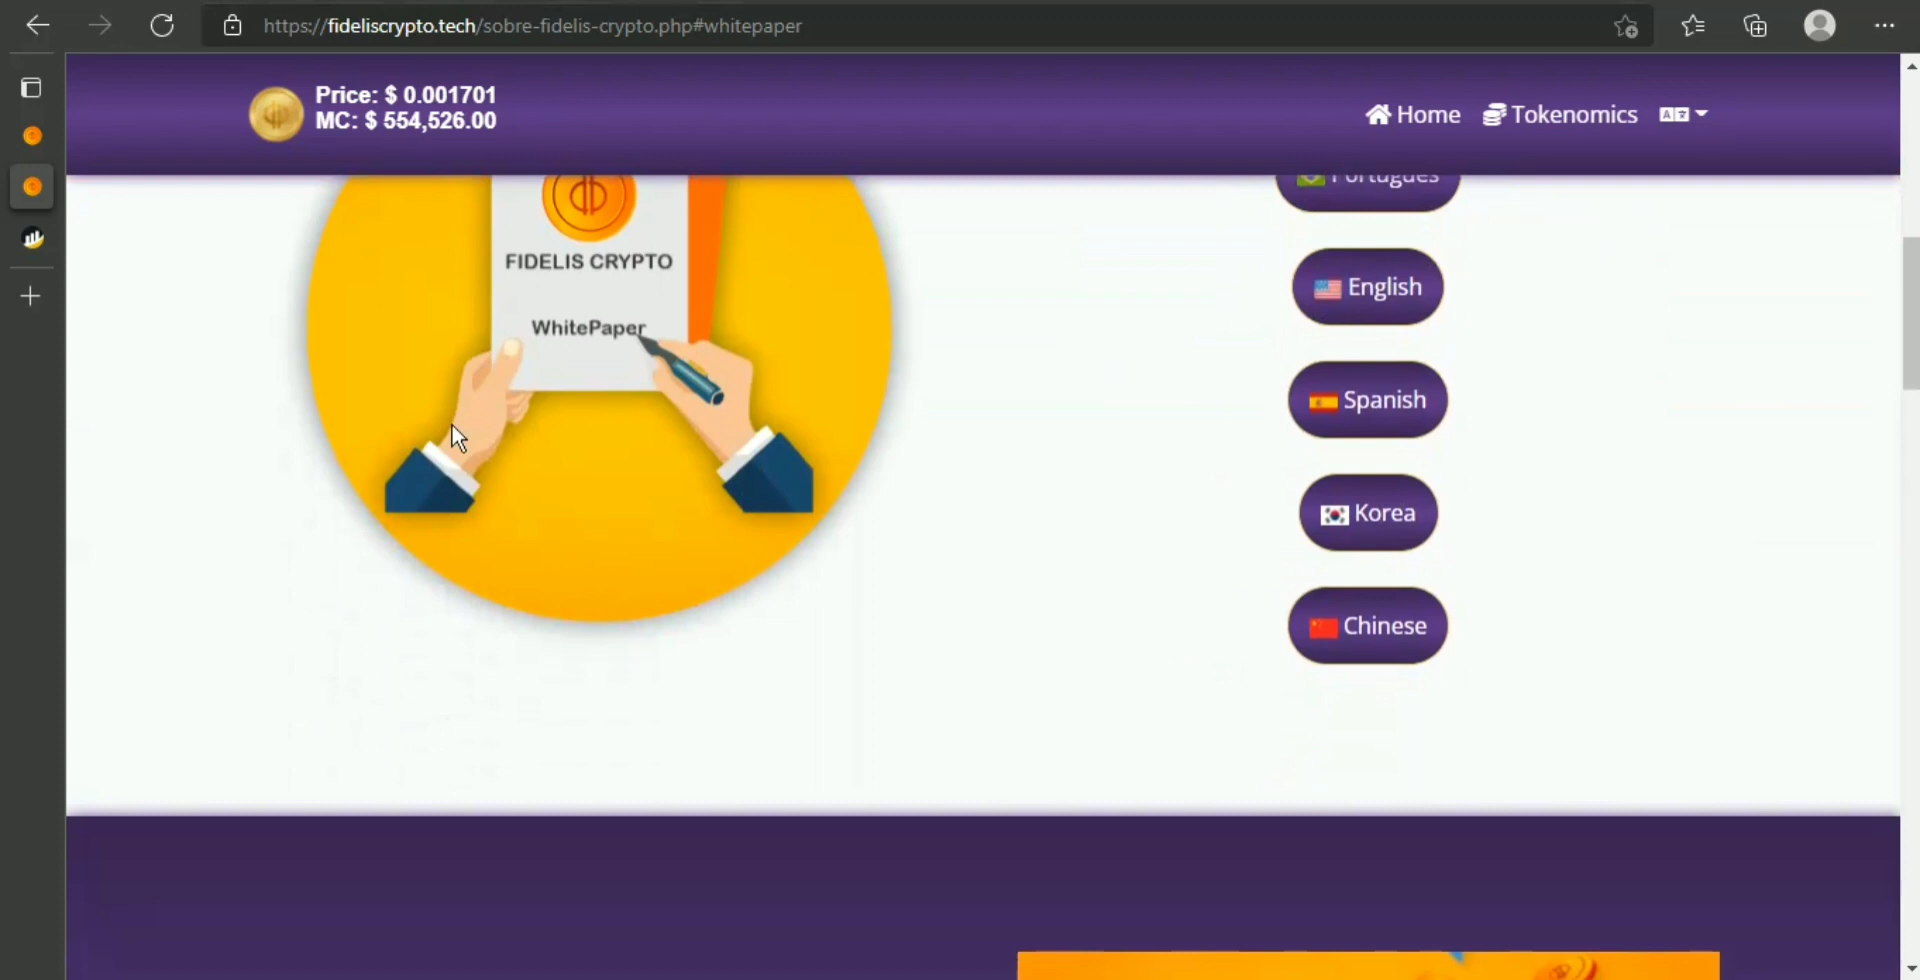 https://fideliscrypto.tech/sobre-fidelis-crypto.php#whitepaper
Price: $ 0.001701
MC: $ 554,526.00
Home
Tokenomics
Portugues
FIDELIS CRYPTO
WhitePaper
English
Spanish
Korea
Chinese